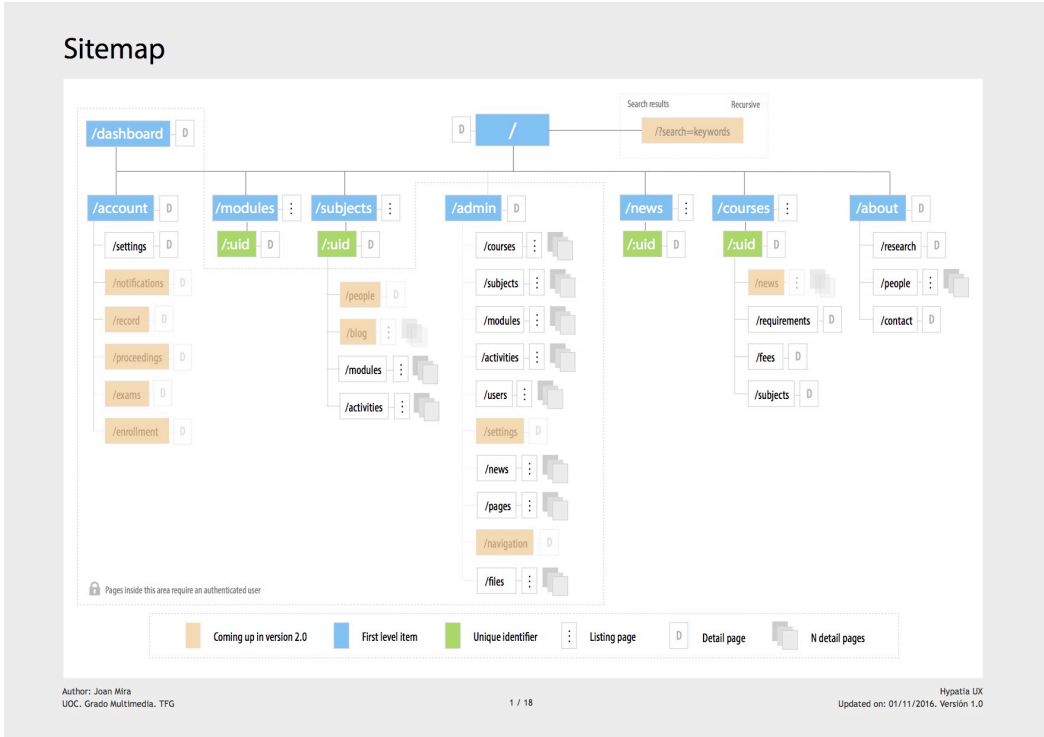 Sitemap
Search results Recursive
/dashboard D
D / /?search=keywords
/account D /modules ⋮ /subjects ⋮ /admin D /news ⋮ /courses ⋮ /about D
/settings D /:uid D /:uid D /courses ⋮ /:uid D /:uid D /research D
/notifications D /people D /subjects ⋮ /news ⋮ /people ⋮
/record D /blog ⋮ /modules ⋮ /requirements D /contact D
/proceedings D /modules ⋮ /activities ⋮ /fees D
/exams D /activities ⋮ /users ⋮ /subjects D
/enrollment D /settings D
/news ⋮
/pages ⋮
/navigation D
/files ⋮
Pages inside this area require an authenticated user
Coming up in version 2.0 First level item Unique identifier ⋮ Listing page D Detail page N detail pages
Author: Joan Mira
UOC. Grado Multimedia. TFG
1 / 18
Hypatia UX
Updated on: 01/11/2016. Versión 1.0